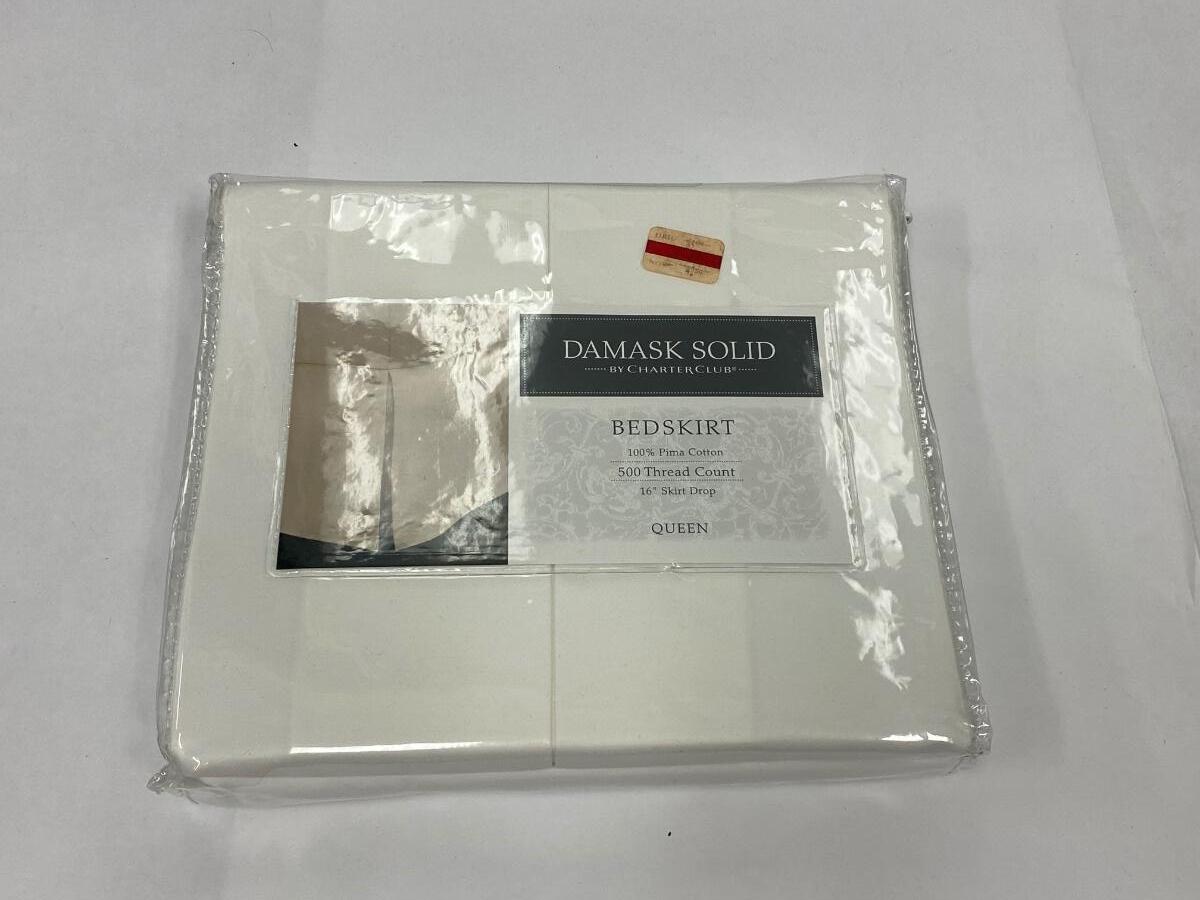 DAMASK SOLID
BY CHARTER CLUB®
BEDSKIRT
100% Pima Cotton
500 Thread Count
16" Skirt Drop
QUEEN